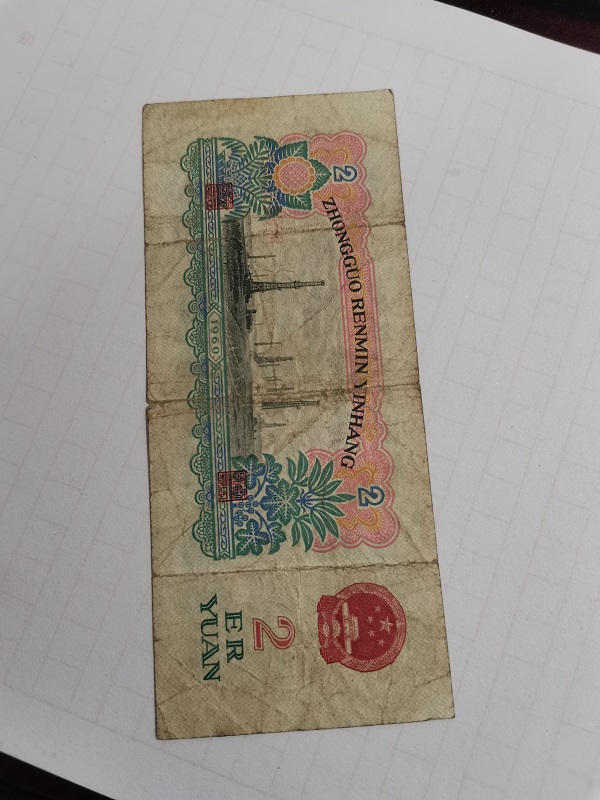 ZHONGGUO RENMIN YINHANG
2
2
1960
2
ER
YUAN